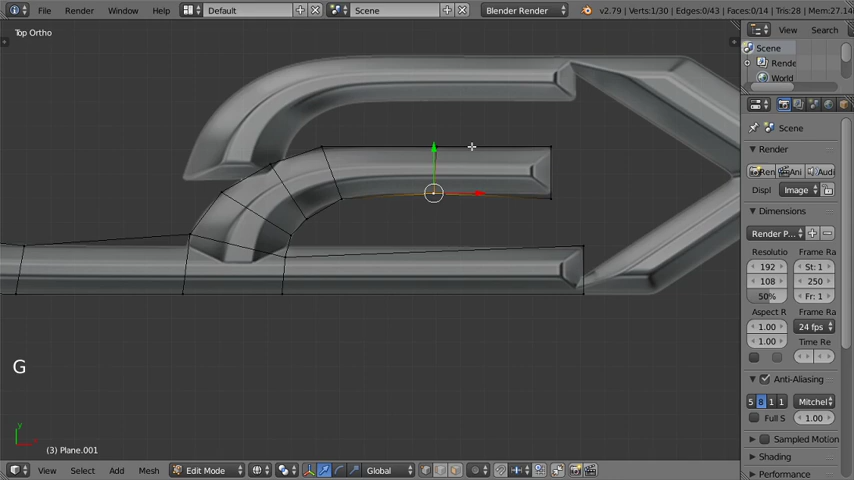 File Render Window Help Default Scene Blender Render v2.79 | Verts:1/30 | Edges:0/43 | Faces:0/14 | Tris:28 | Mem:27.14
Top Ortho
View Search
Scene
Rende
World
Scene
Render
Ren Ani Audi
Displ Image
Dimensions
Render P...
Resolutio Frame Ra
192 St: 1
108 250
50% Fr: 1
Aspect R Frame Ra
1.00 24 fps
1.00 Time Re
G
Anti-Aliasing
5 8 1 1 Mitchel
Full S 1.00
Sampled Motion
Shading
Performance
y
(3) Plane.001
View Select Add Mesh Edit Mode Global